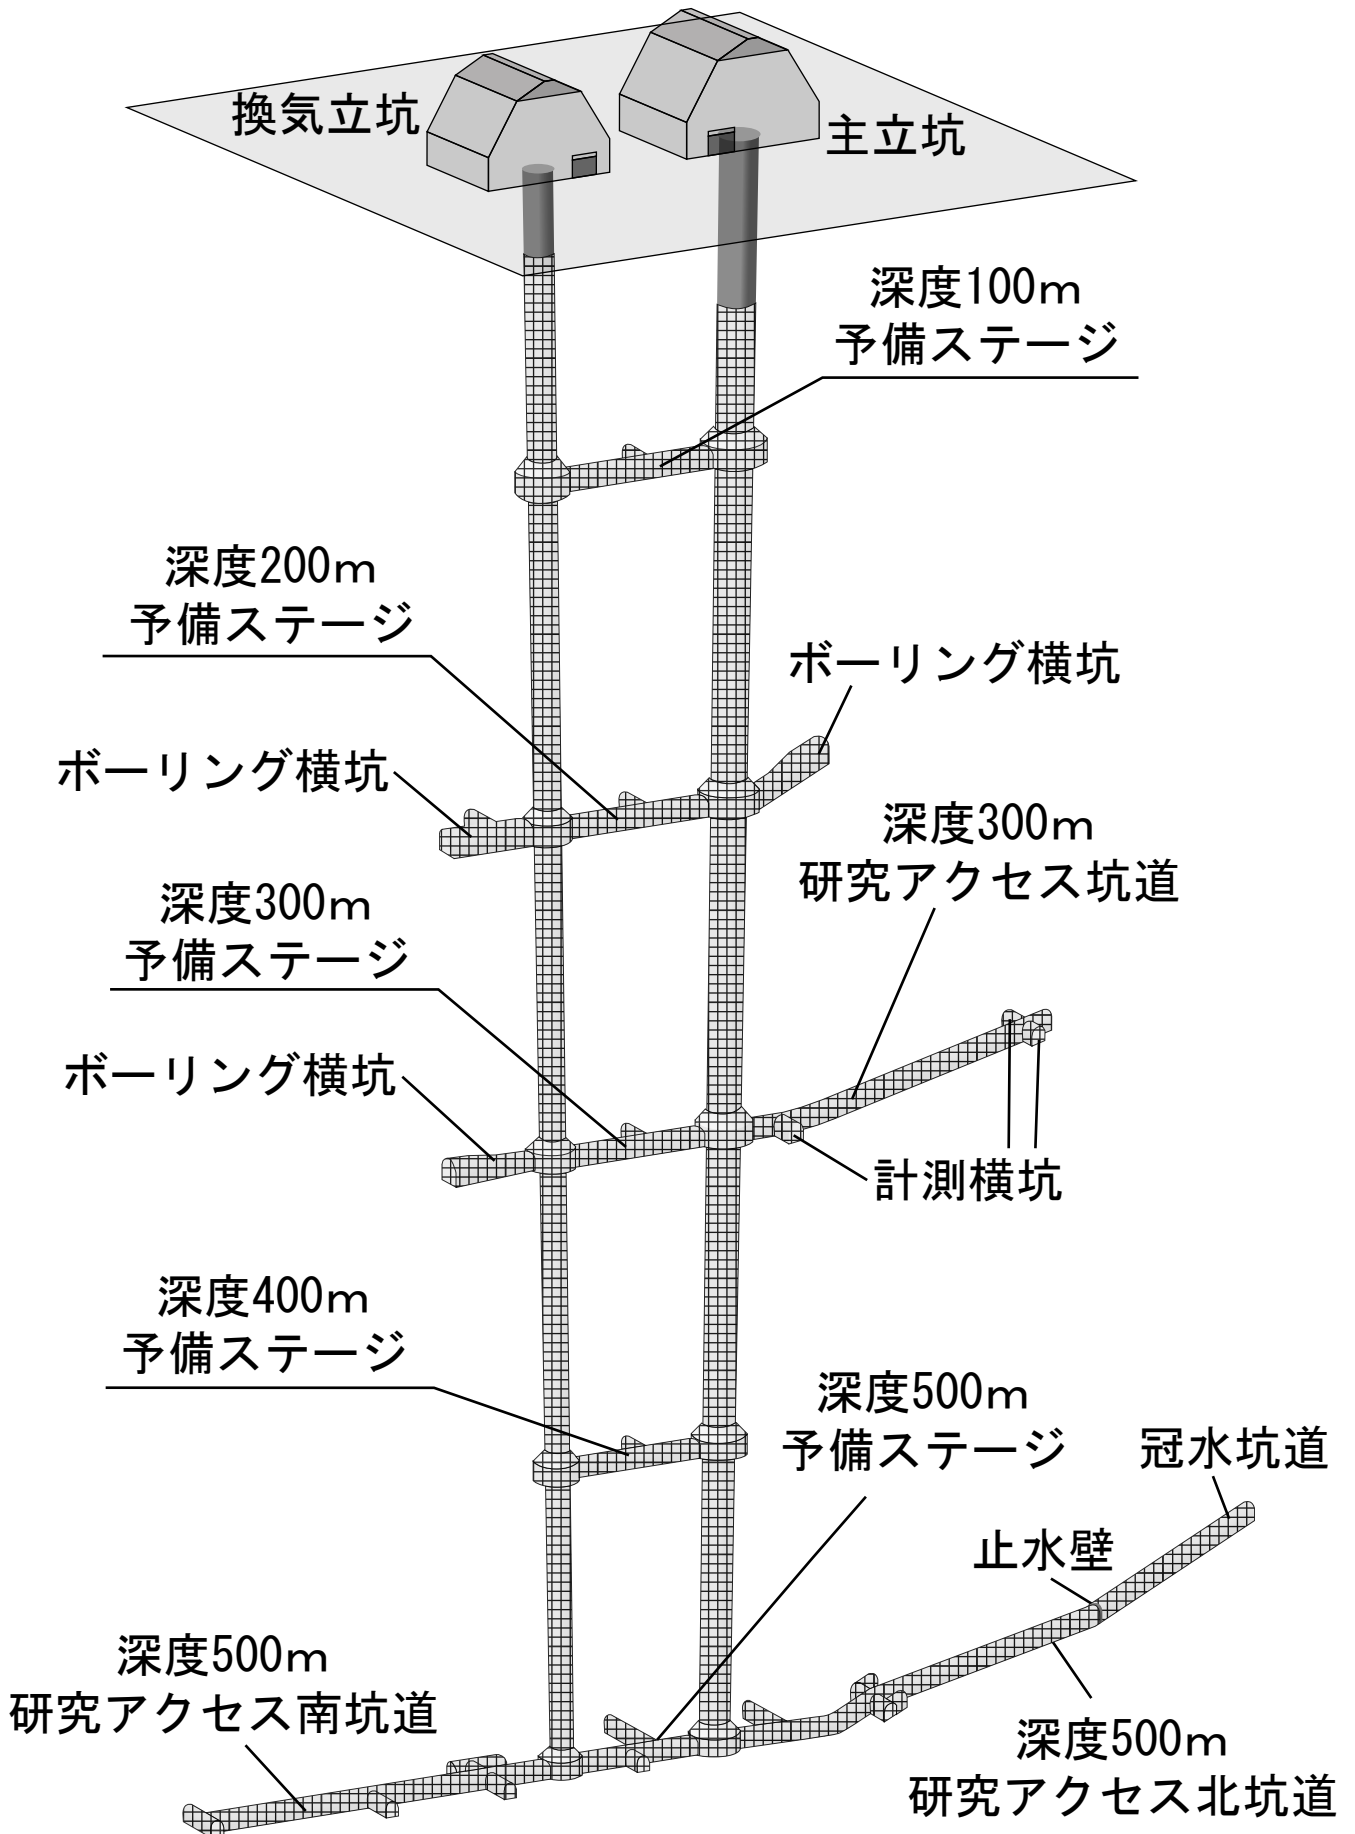 換気立坑
主立坑
深度100m
予備ステージ
深度200m
予備ステージ
ボーリング横坑
ボーリング横坑
深度300m
研究アクセス坑道
深度300m
予備ステージ
ボーリング横坑
計測横坑
深度400m
予備ステージ
深度500m
予備ステージ
冠水坑道
止水壁
深度500m
研究アクセス南坑道
深度500m
研究アクセス北坑道